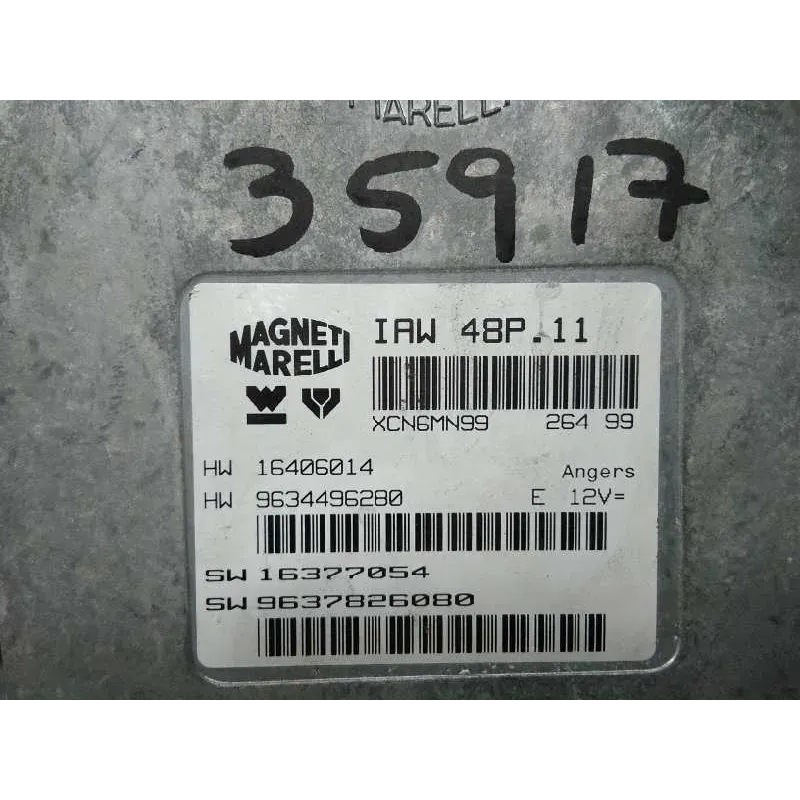 MARELLI
35917
MAGNETI
MARELLI
IAW 48P.11
XCN6MN99 264 99
HW 16406014 Angers
HW 9634496280 E 12V=
SW 16377054
SW 9637826080